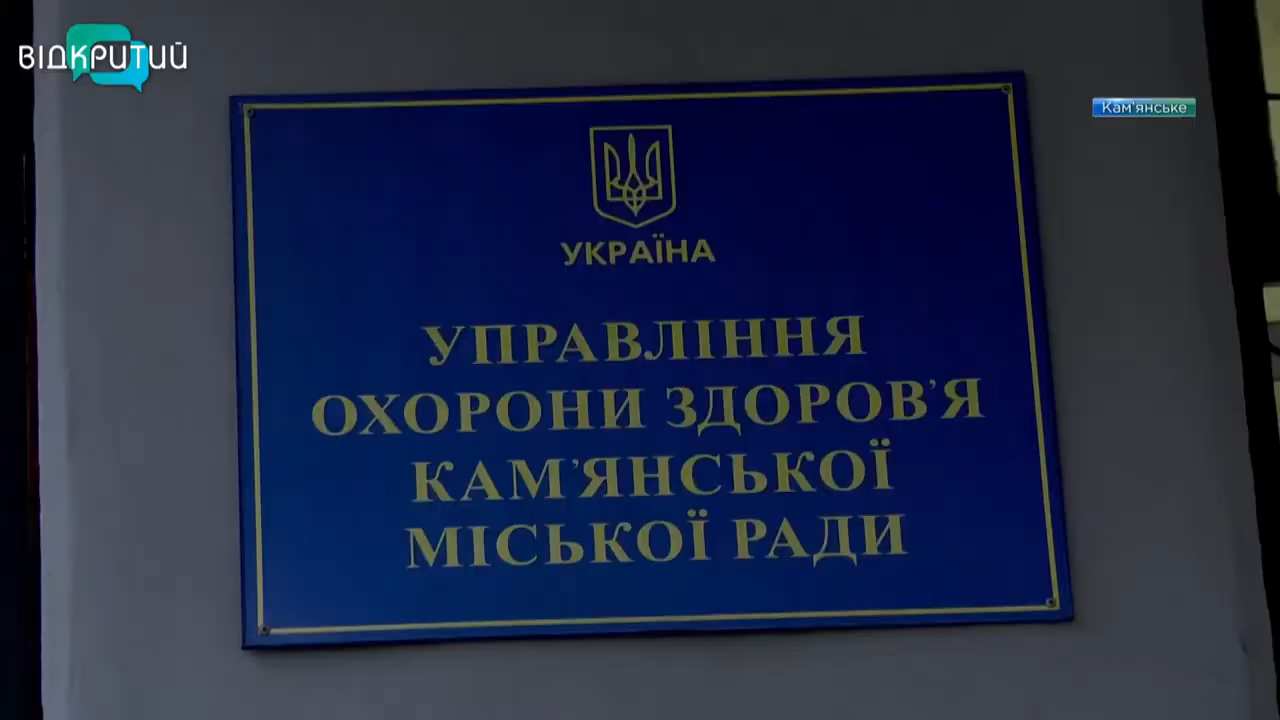 ВІДКРИТИЙ
Кам'янське
УКРАЇНА
УПРАВЛІННЯ
ОХОРОНИ ЗДОРОВ'Я
КАМ'ЯНСЬКОЇ
МІСЬКОЇ РАДИ